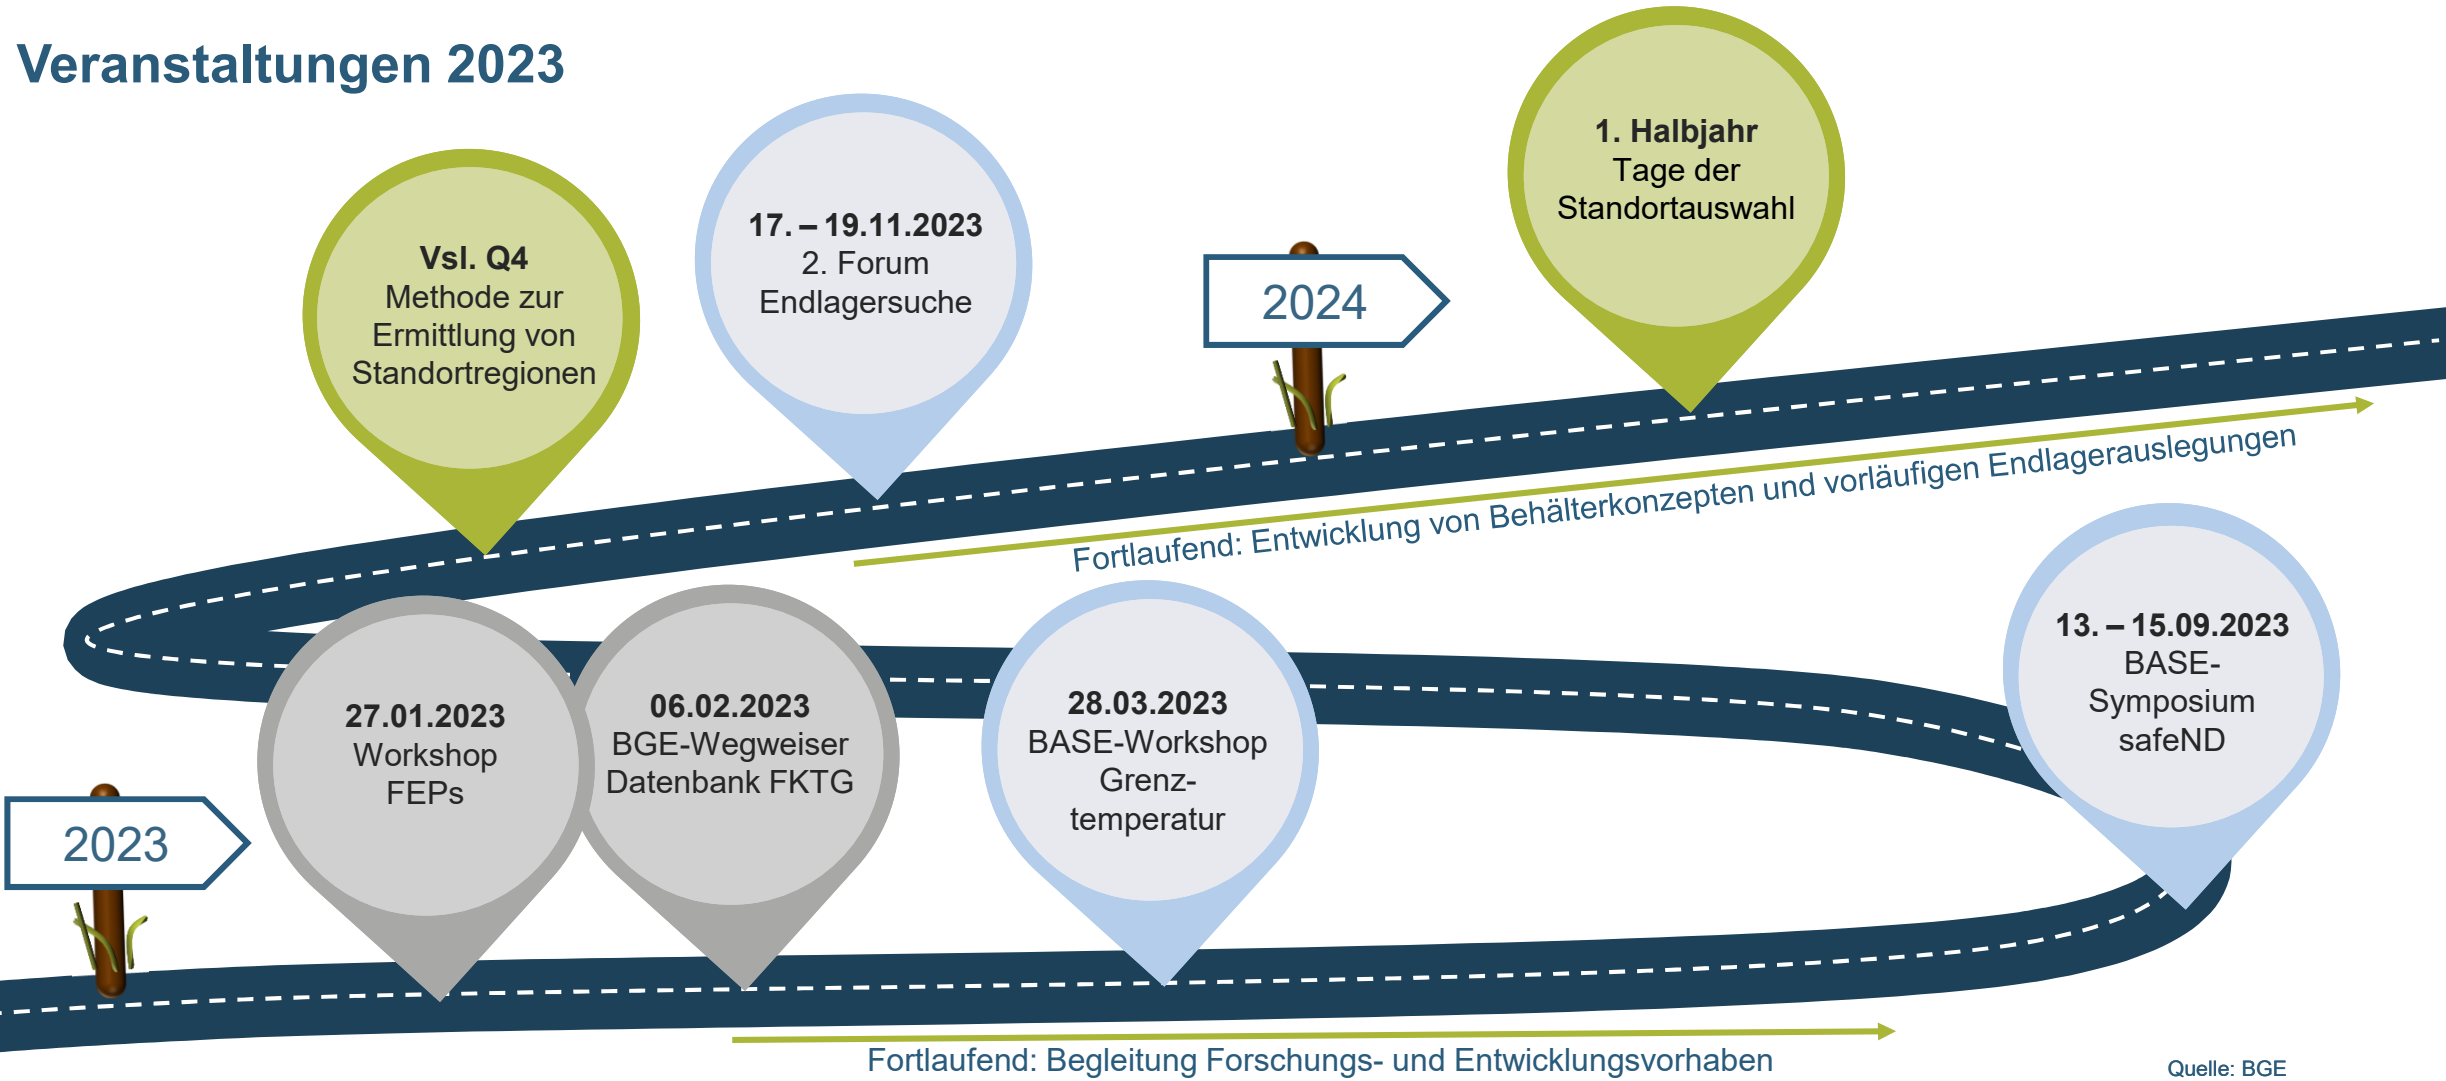 Veranstaltungen 2023
1. Halbjahr
Tage der
Standortauswahl
17. – 19.11.2023
2. Forum
Endlagersuche
Vsl. Q4
Methode zur
Ermittlung von
Standortregionen
2024
Fortlaufend: Entwicklung von Behälterkonzepten und vorläufigen Endlagerauslegungen
13. – 15.09.2023
BASE-
Symposium
safeND
28.03.2023
BASE-Workshop
Grenz-
temperatur
06.02.2023
BGE-Wegweiser
Datenbank FKTG
27.01.2023
Workshop
FEPs
2023
Fortlaufend: Begleitung Forschungs- und Entwicklungsvorhaben
Quelle: BGE